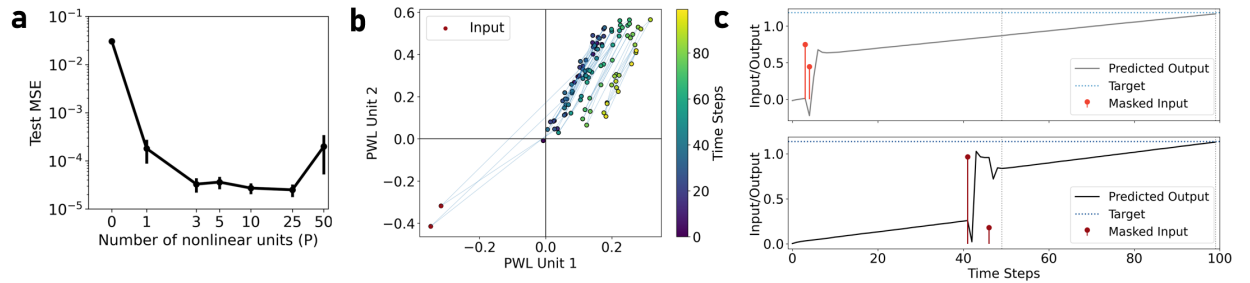 a
10⁻¹
10⁻²
10⁻³
10⁻⁴
10⁻⁵
Test MSE
0 1 3 5 10 25 50
Number of nonlinear units (P)
b
0.6
0.4
0.2
0.0
−0.2
−0.4
PWL Unit 2
Input
−0.2 0.0 0.2
PWL Unit 1
80
60
40
20
0
Time Steps
c
1.0
0.5
0.0
Input/Output
Predicted Output
Target
Masked Input
1.0
0.5
0.0
Input/Output
Predicted Output
Target
Masked Input
0 20 40 60 80 100
Time Steps